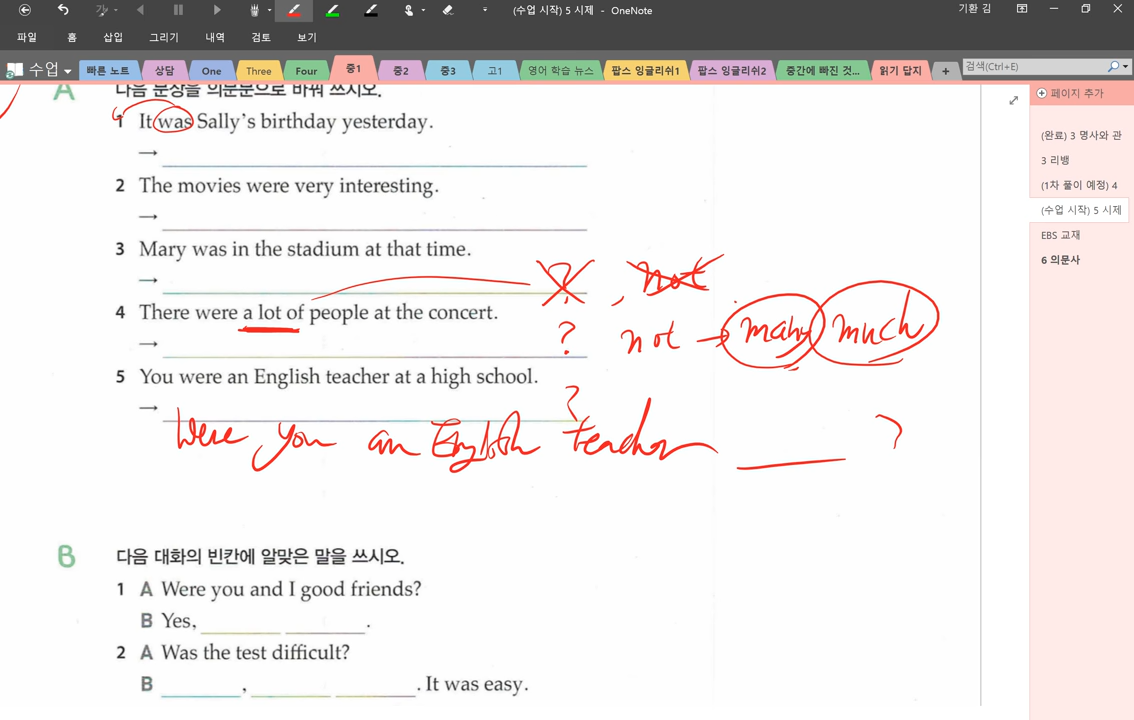 (수업 시작) 5 시제 - OneNote
기환 김
파일 홈 삽입 그리기 내역 검토 보기
수업 빠른 노트 상담 One Three Four 중1 중2 중3 고1 영어 학습 뉴스 팝스 잉글리쉬1 팝스 잉글리쉬2 중간에 빠진 것... 읽기 답지 + 검색(Ctrl+E)
페이지 추가
(완료) 3 명사와 관
3 리뱅
(1차 풀이 예정) 4
(수업 시작) 5 시제
EBS 교재
6 의문사
A 다음 문장을 의문문으로 바꿔 쓰시오.
1 It was Sally's birthday yesterday.
→
2 The movies were very interesting.
→
3 Mary was in the stadium at that time.
→
?, not
4 There were a lot of people at the concert.
→
? not → many much
5 You were an English teacher at a high school.
→
?
Were you an English teacher ?
B 다음 대화의 빈칸에 알맞은 말을 쓰시오.
1 A Were you and I good friends?
B Yes, .
2 A Was the test difficult?
B , . It was easy.